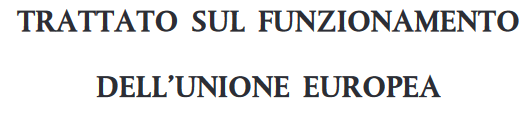 TRATTATO SUL FUNZIONAMENTO
DELL’UNIONE EUROPEA